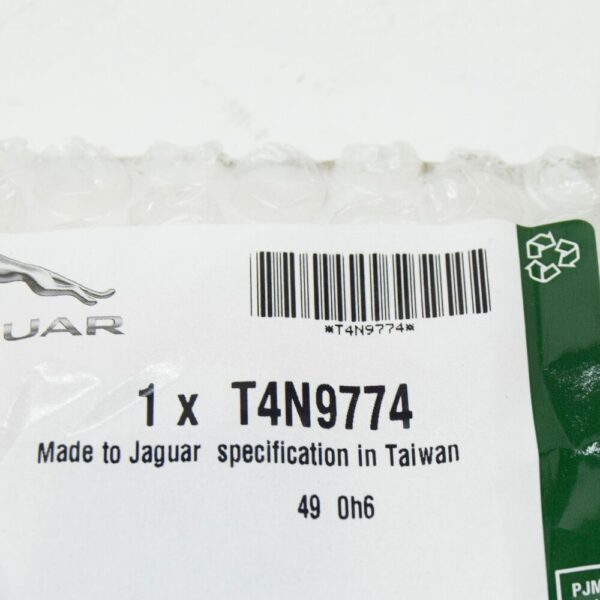 *T4N9774*
UAR
1 x T4N9774
Made to Jaguar specification in Taiwan
49 0h6
PJM